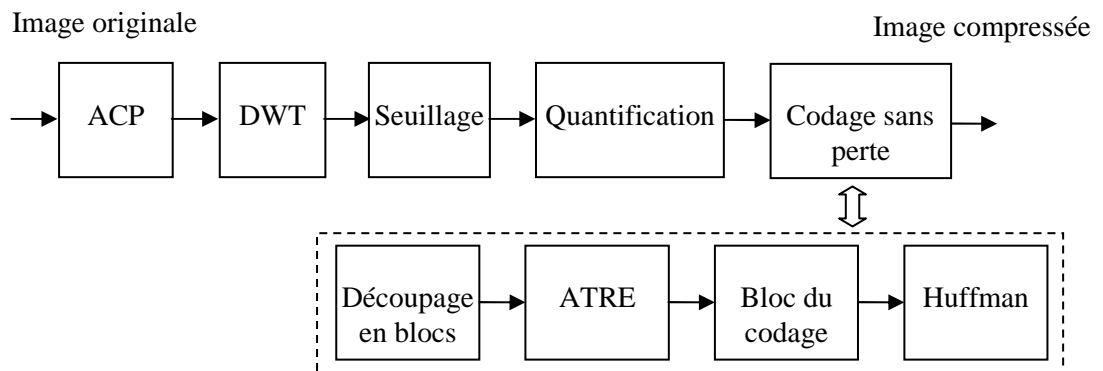 Image originale
Image compressée
ACP
DWT
Seuillage
Quantification
Codage sans
perte
Découpage
en blocs
ATRE
Bloc du
codage
Huffman